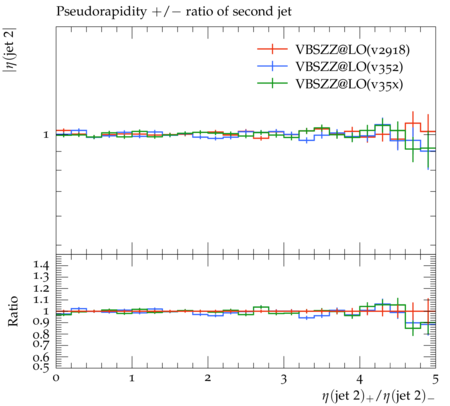 Pseudorapidity +/− ratio of second jet
|η(jet 2)|
VBSZZ@LO(v2918)
VBSZZ@LO(v352)
VBSZZ@LO(v35x)
1
Ratio
1.4
1.3
1.2
1.1
1
0.9
0.8
0.7
0.6
0.5
0 1 2 3 4 5
η(jet 2)₊/η(jet 2)₋